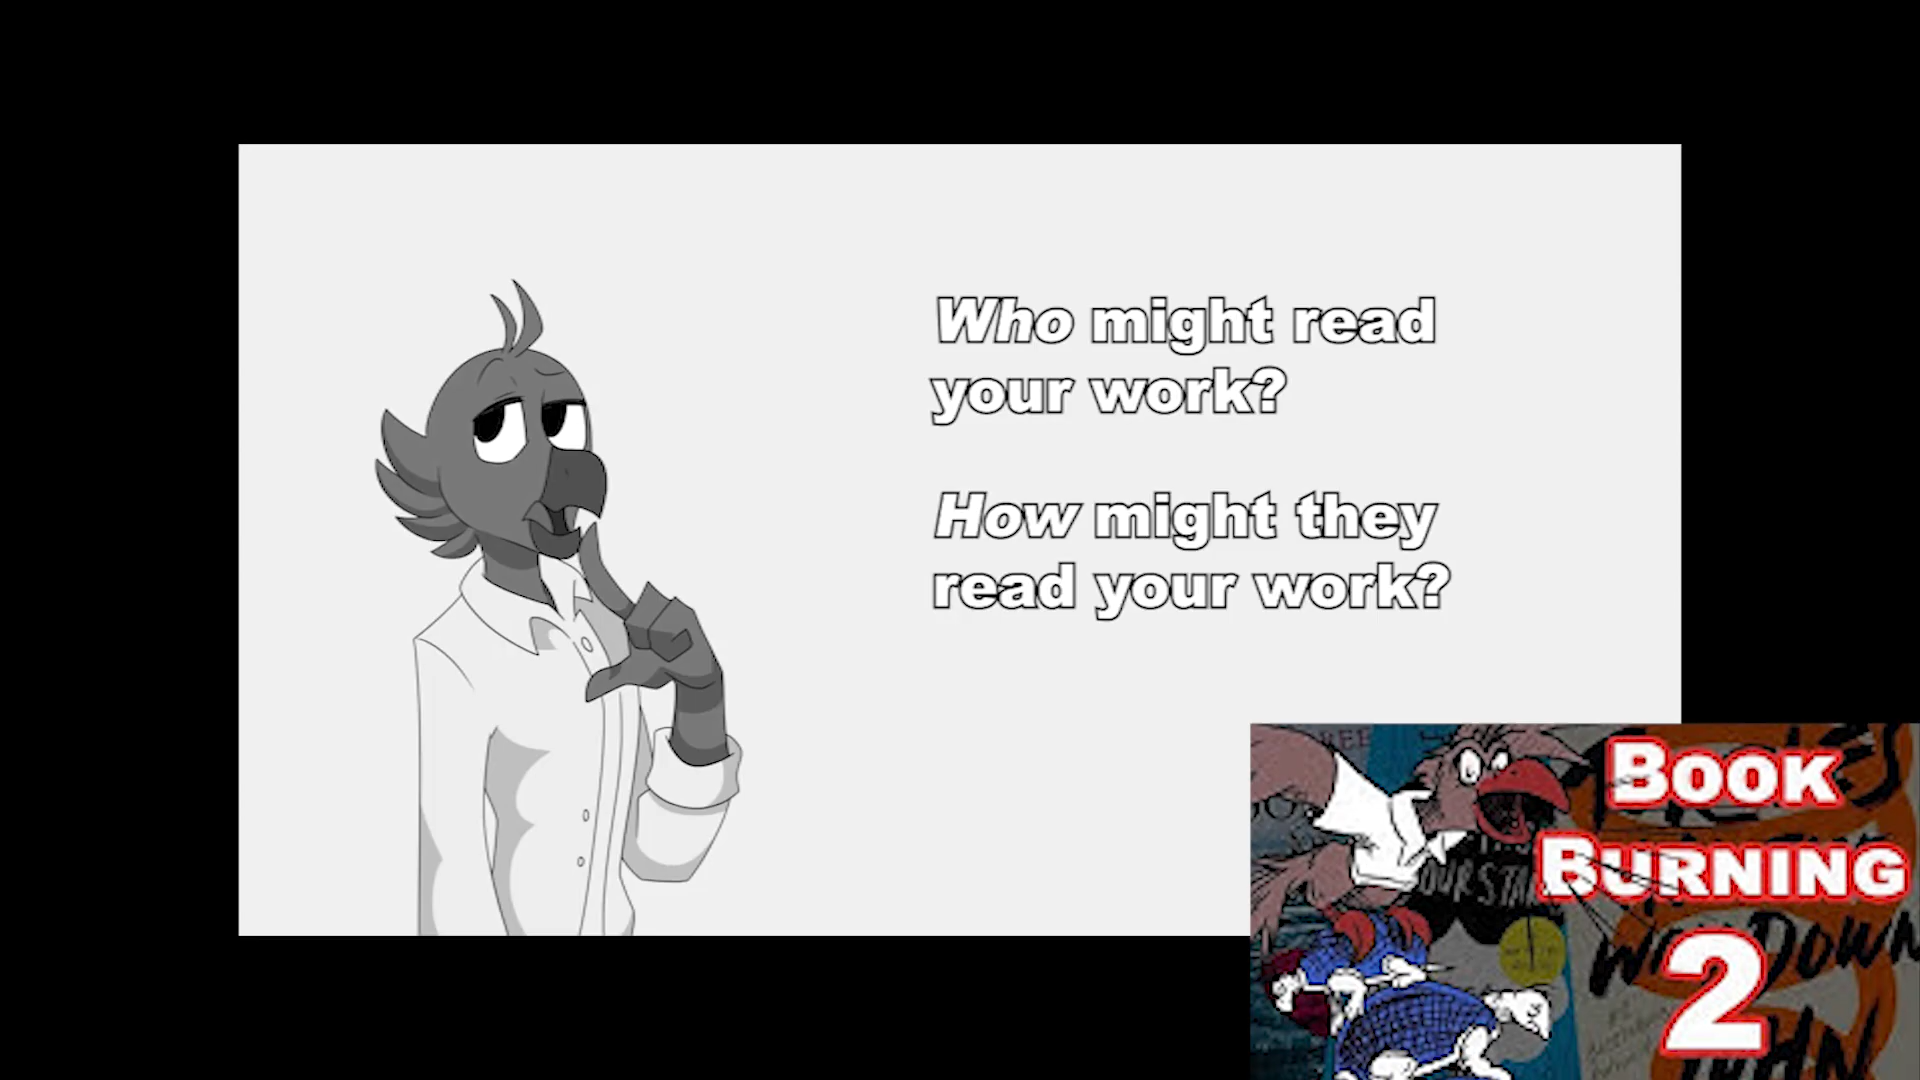 Who might read
your work?
How might they
read your work?
Book
Burning
2